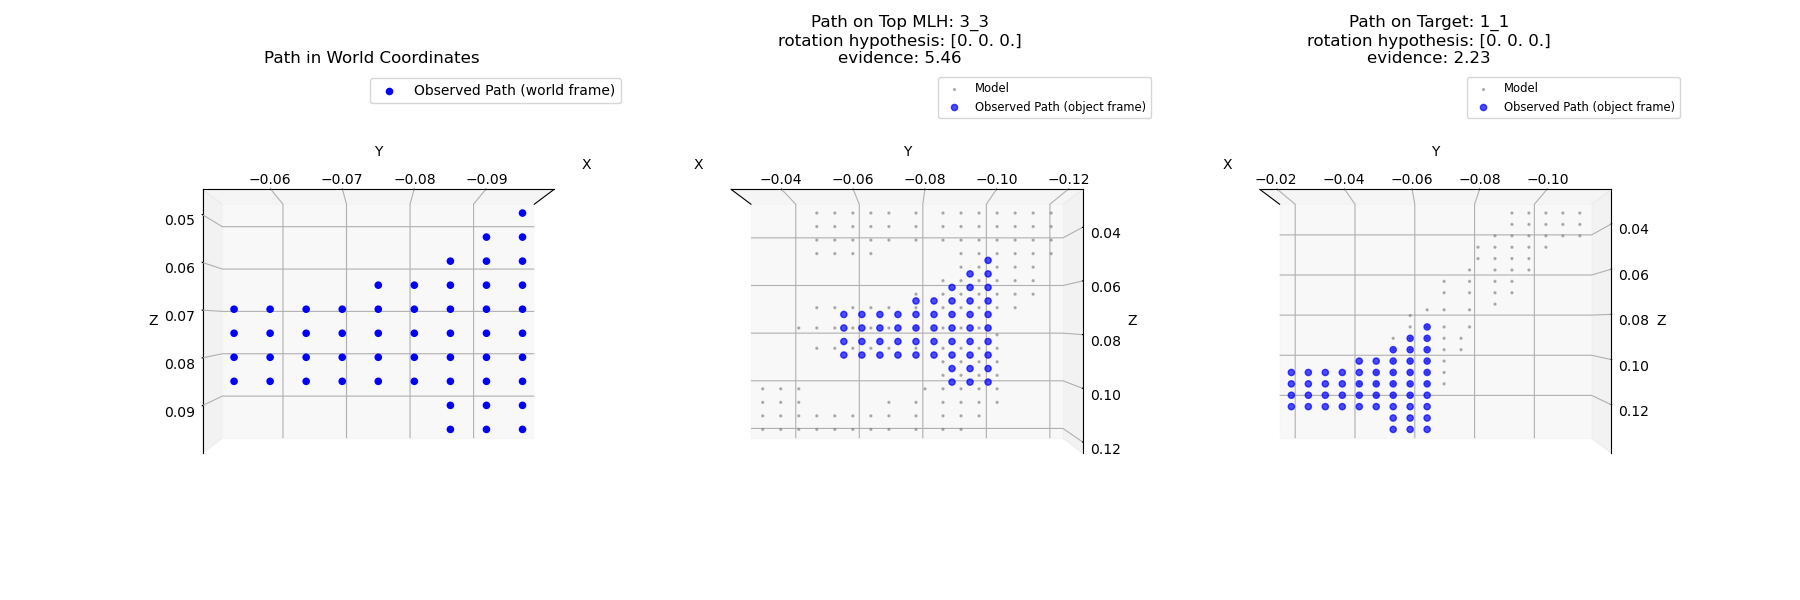 Path in World Coordinates
Observed Path (world frame)
Y
X
−0.06 −0.07 −0.08 −0.09
0.05
0.06
Z 0.07
0.08
0.09
Path on Top MLH: 3_3
rotation hypothesis: [0. 0. 0.]
evidence: 5.46
Model
Observed Path (object frame)
Y
X
−0.04 −0.06 −0.08 −0.10 −0.12
0.04
0.06
Z
0.08
0.10
0.12
Path on Target: 1_1
rotation hypothesis: [0. 0. 0.]
evidence: 2.23
Model
Observed Path (object frame)
Y
X
−0.02 −0.04 −0.06 −0.08 −0.10
0.04
0.06
0.08 Z
0.10
0.12